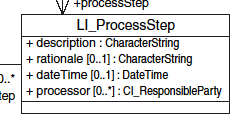 +processStep
LI_ProcessStep
+ description : CharacterString
+ rationale [0..1] : CharacterString
+ dateTime [0..1] : DateTime
+ processor [0..*] : CI_ResponsibleParty
0..*
tep